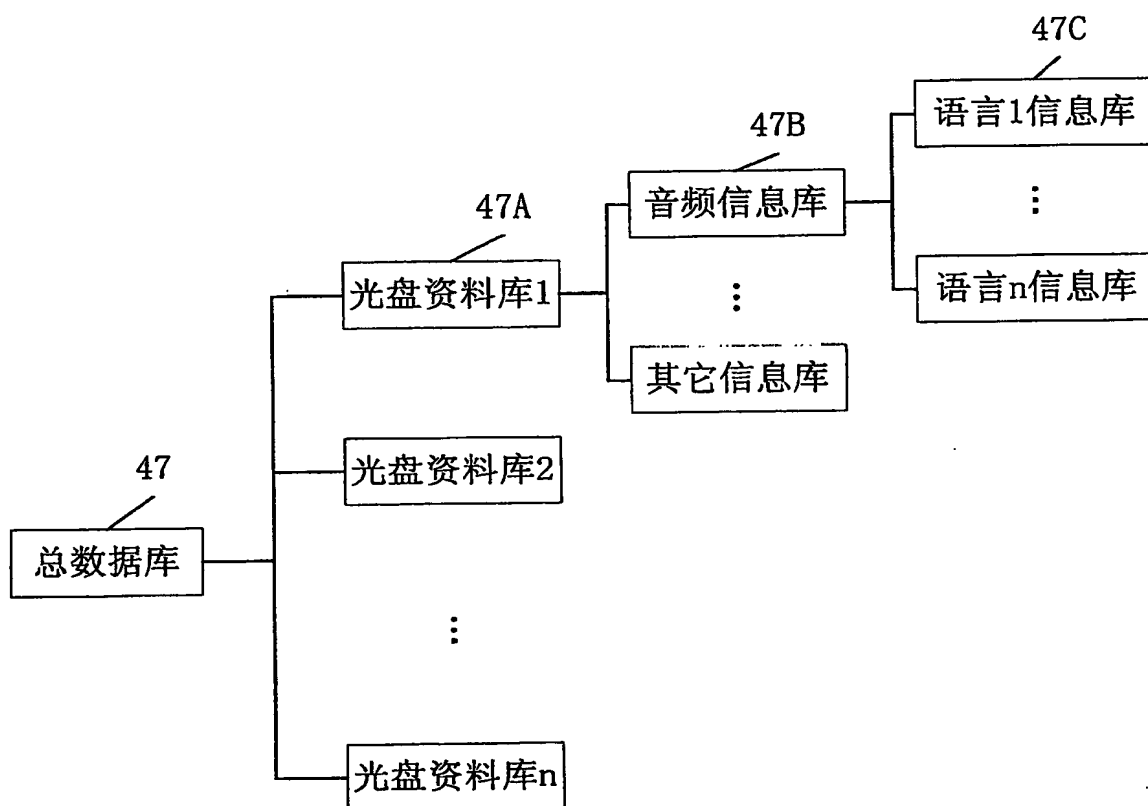 47C
语言1信息库
47B
音频信息库
⋮
47A
语言n信息库
光盘资料库1
⋮
其它信息库
47
光盘资料库2
总数据库
⋮
光盘资料库n